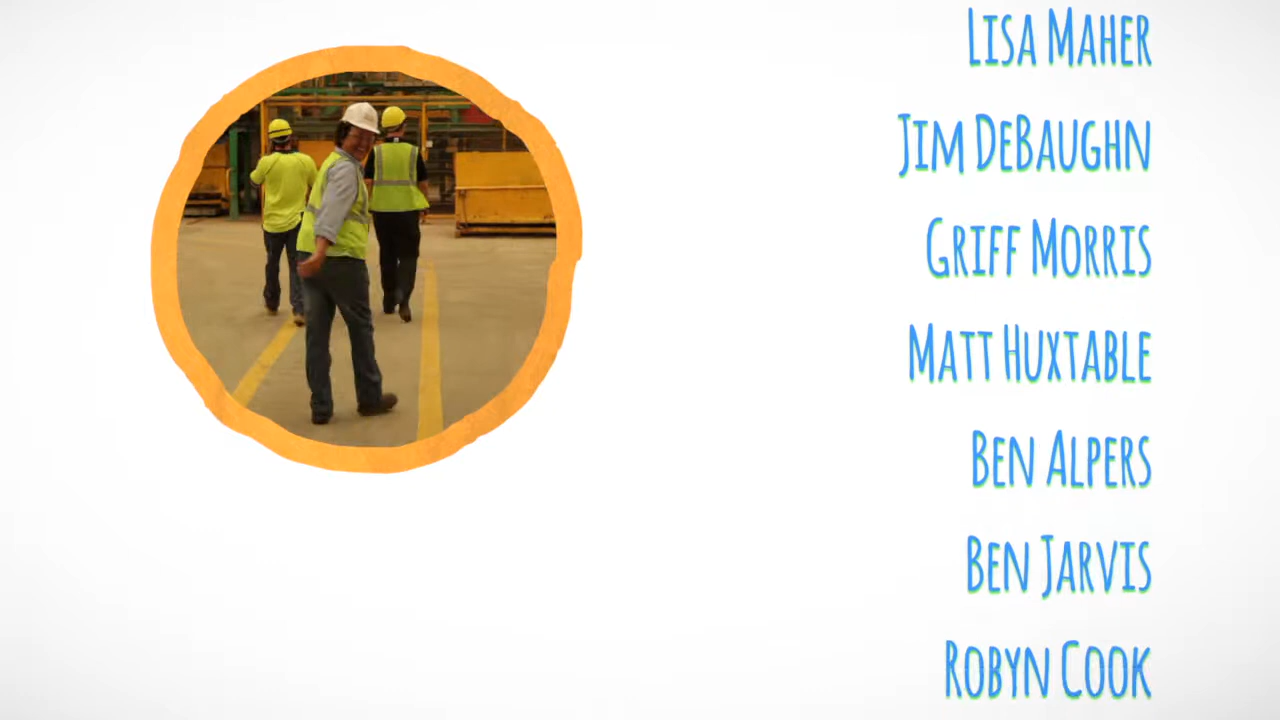 Lisa Maher
Jim DeBaughn
Griff Morris
Matt Huxtable
Ben Alpers
Ben Jarvis
Robyn Cook